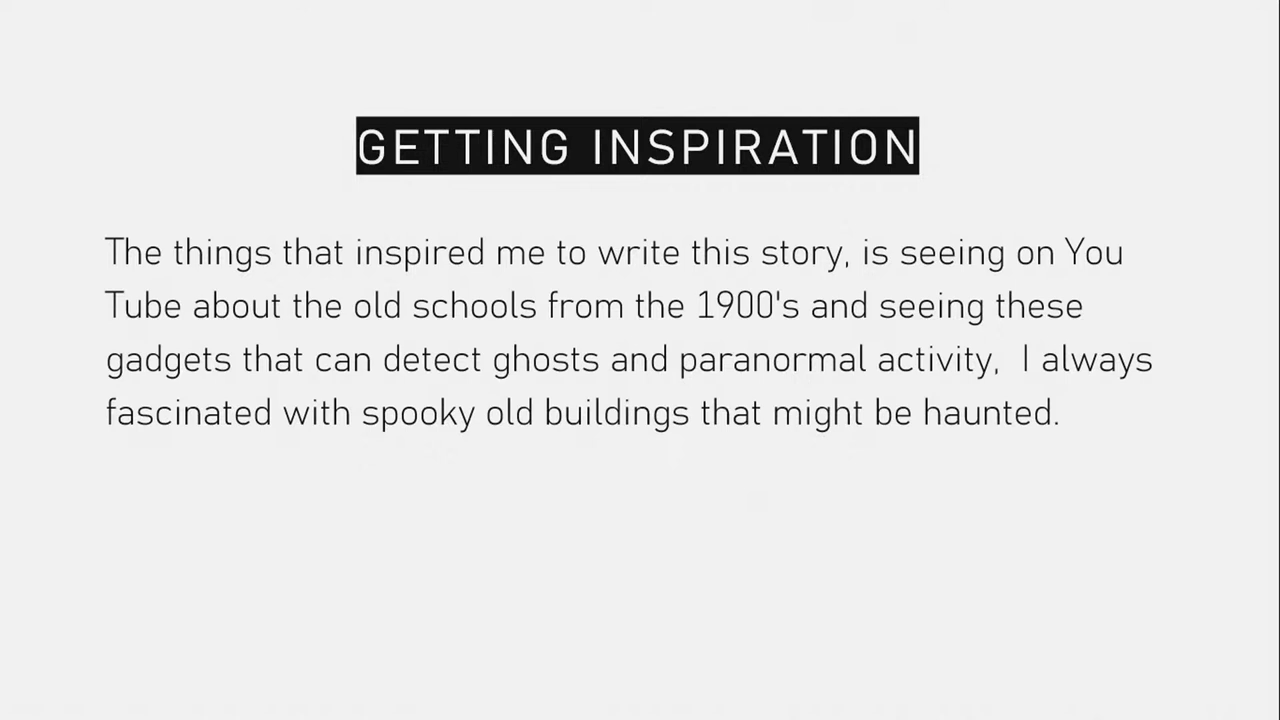 GETTING INSPIRATION
The things that inspired me to write this story, is seeing on You
Tube about the old schools from the 1900's and seeing these
gadgets that can detect ghosts and paranormal activity,  I always
fascinated with spooky old buildings that might be haunted.